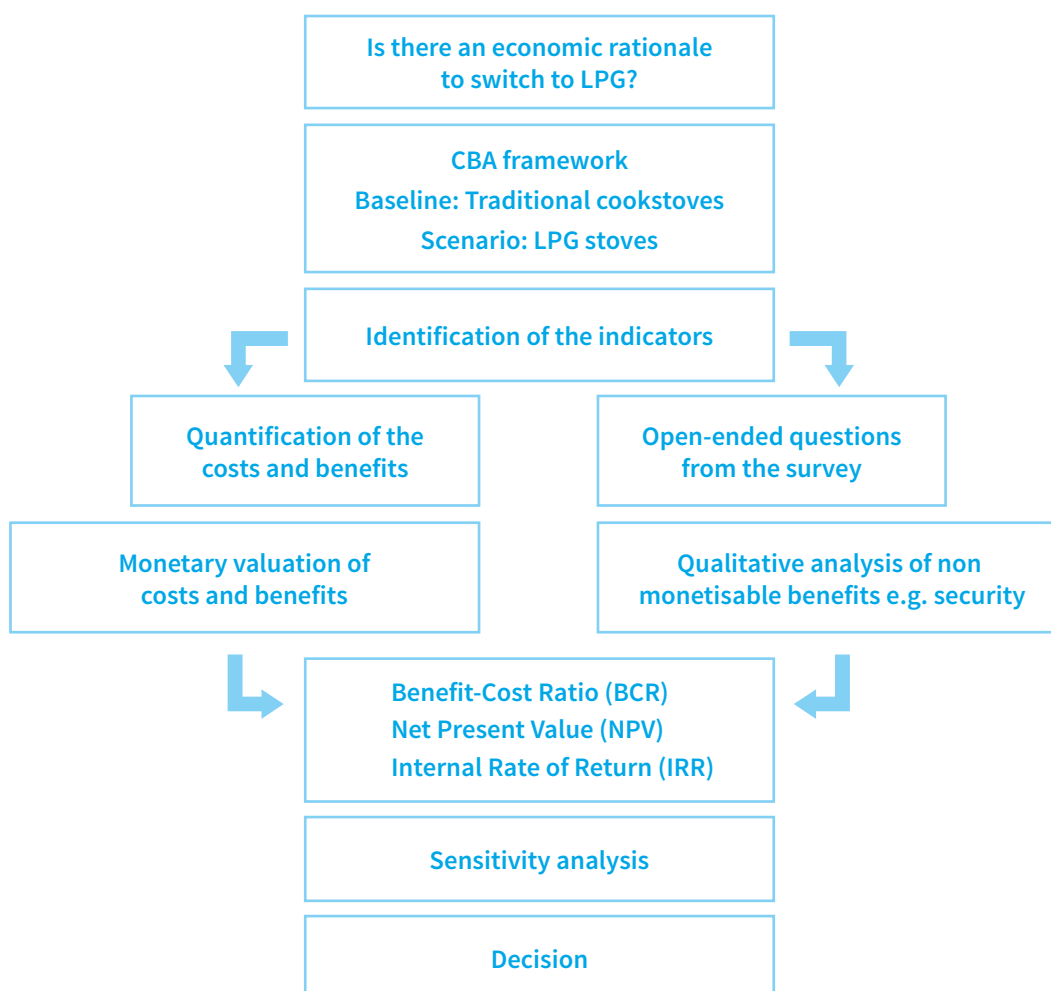 Is there an economic rationale
to switch to LPG?
CBA framework
Baseline: Traditional cookstoves
Scenario: LPG stoves
Identification of the indicators
Quantification of the
costs and benefits
Open-ended questions
from the survey
Monetary valuation of
costs and benefits
Qualitative analysis of non
monetisable benefits e.g. security
Benefit-Cost Ratio (BCR)
Net Present Value (NPV)
Internal Rate of Return (IRR)
Sensitivity analysis
Decision